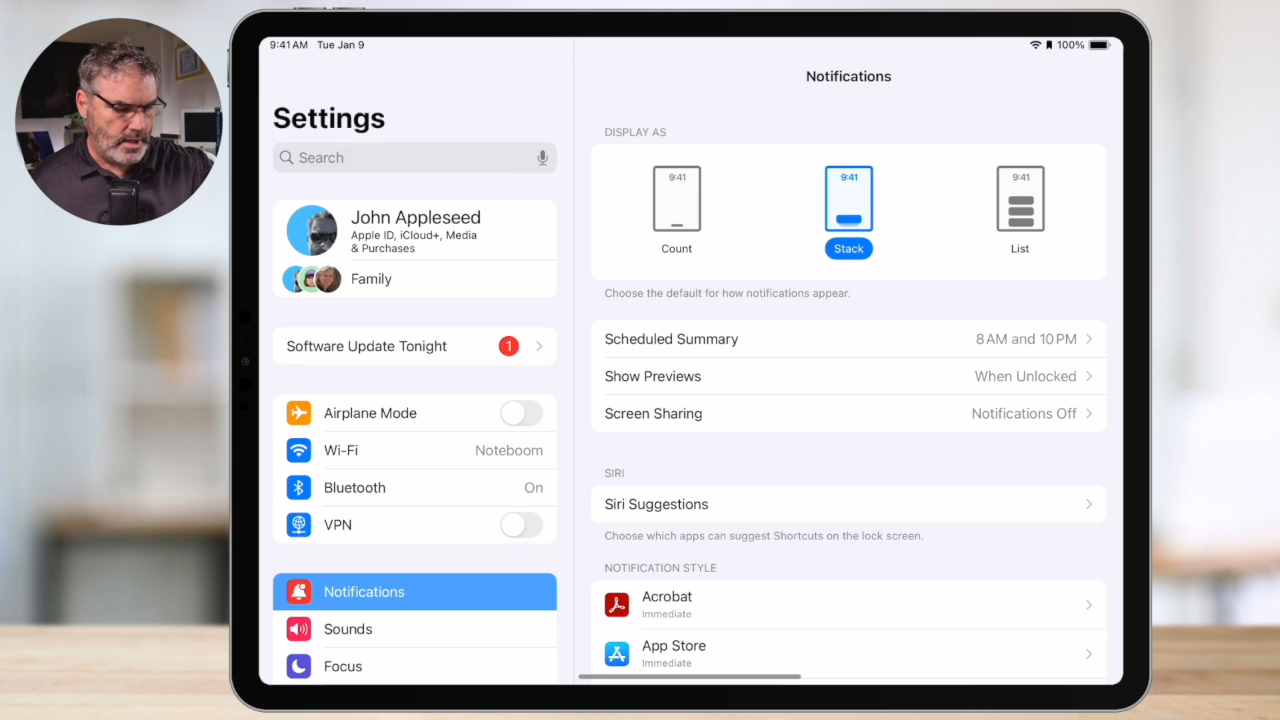 9:41 AM Tue Jan 9
100%
Settings
Search
John Appleseed
Apple ID, iCloud+, Media
& Purchases
Family
Software Update Tonight
1
Airplane Mode
Wi-Fi
Noteboom
Bluetooth
On
VPN
Notifications
Sounds
Focus
Notifications
DISPLAY AS
9:41
9:41
9:41
Count
Stack
List
Choose the default for how notifications appear.
Scheduled Summary
8 AM and 10 PM
Show Previews
When Unlocked
Screen Sharing
Notifications Off
SIRI
Siri Suggestions
Choose which apps can suggest Shortcuts on the lock screen.
NOTIFICATION STYLE
Acrobat
Immediate
App Store
Immediate